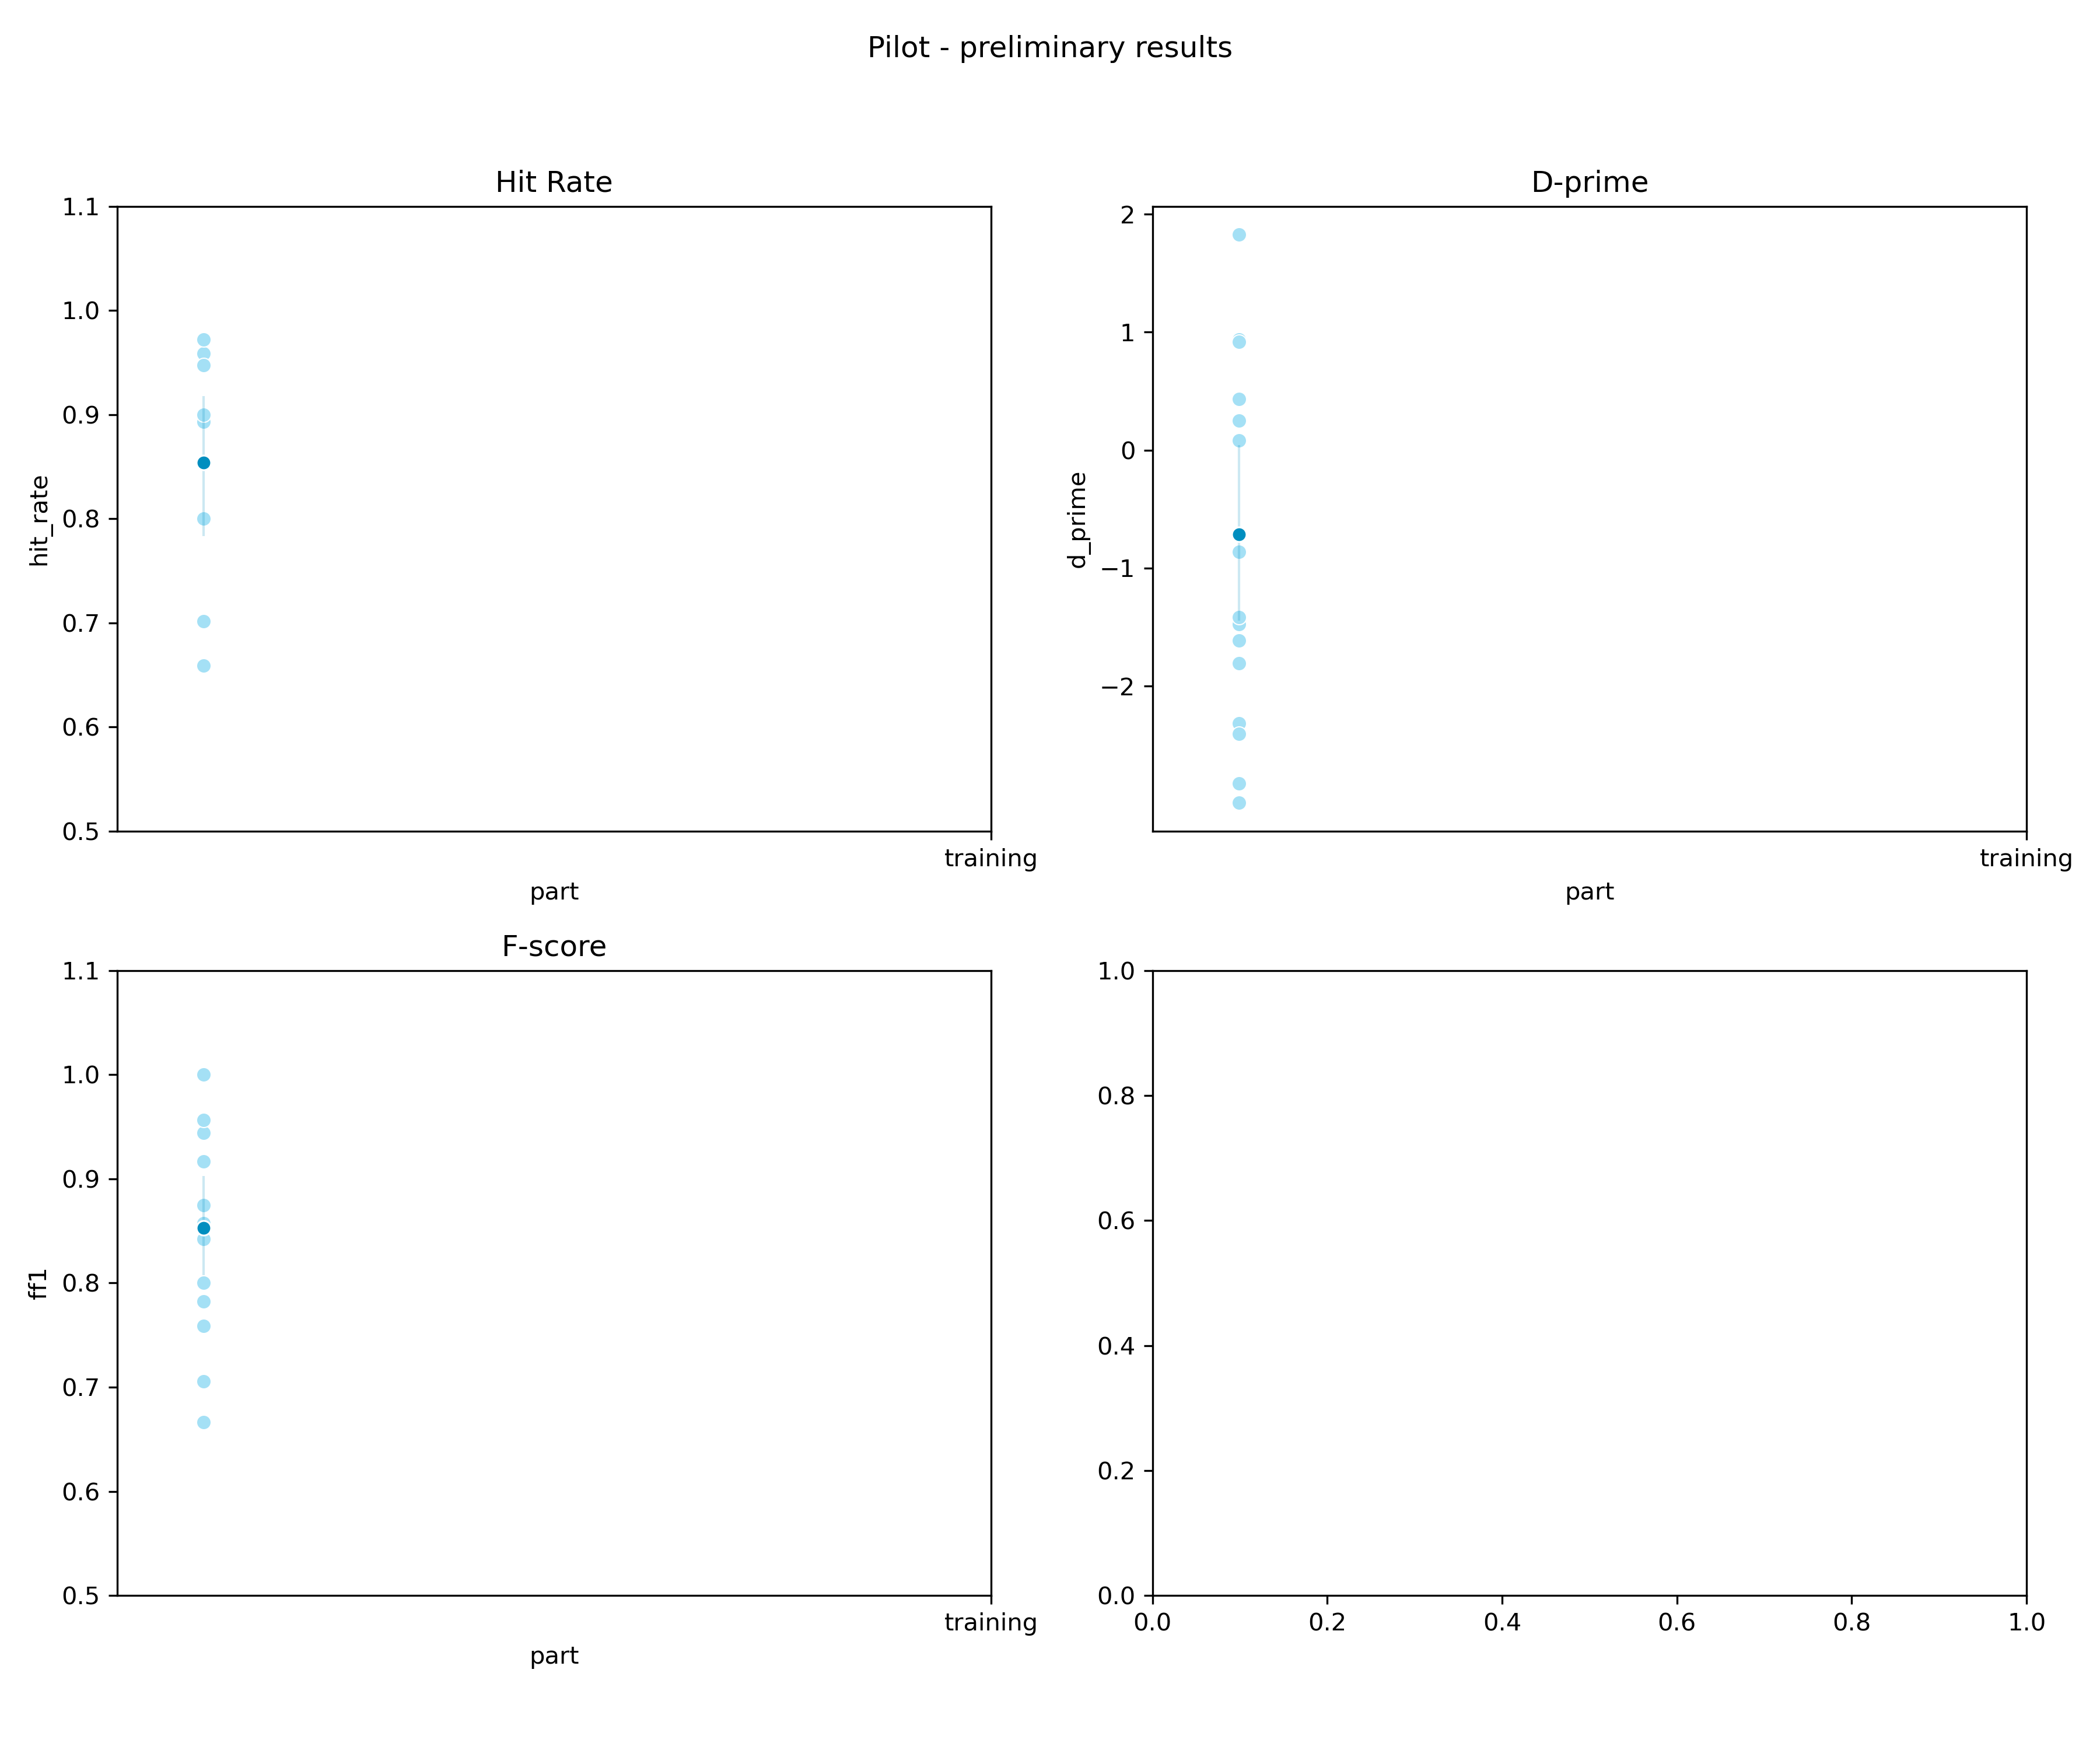 Pilot - preliminary results
Hit Rate
1.1
1.0
0.9
0.8
0.7
0.6
0.5
hit_rate
training
part
D-prime
2
1
0
−1
−2
d_prime
training
part
F-score
1.1
1.0
0.9
0.8
0.7
0.6
0.5
ff1
training
part
1.0
0.8
0.6
0.4
0.2
0.0
0.0 0.2 0.4 0.6 0.8 1.0